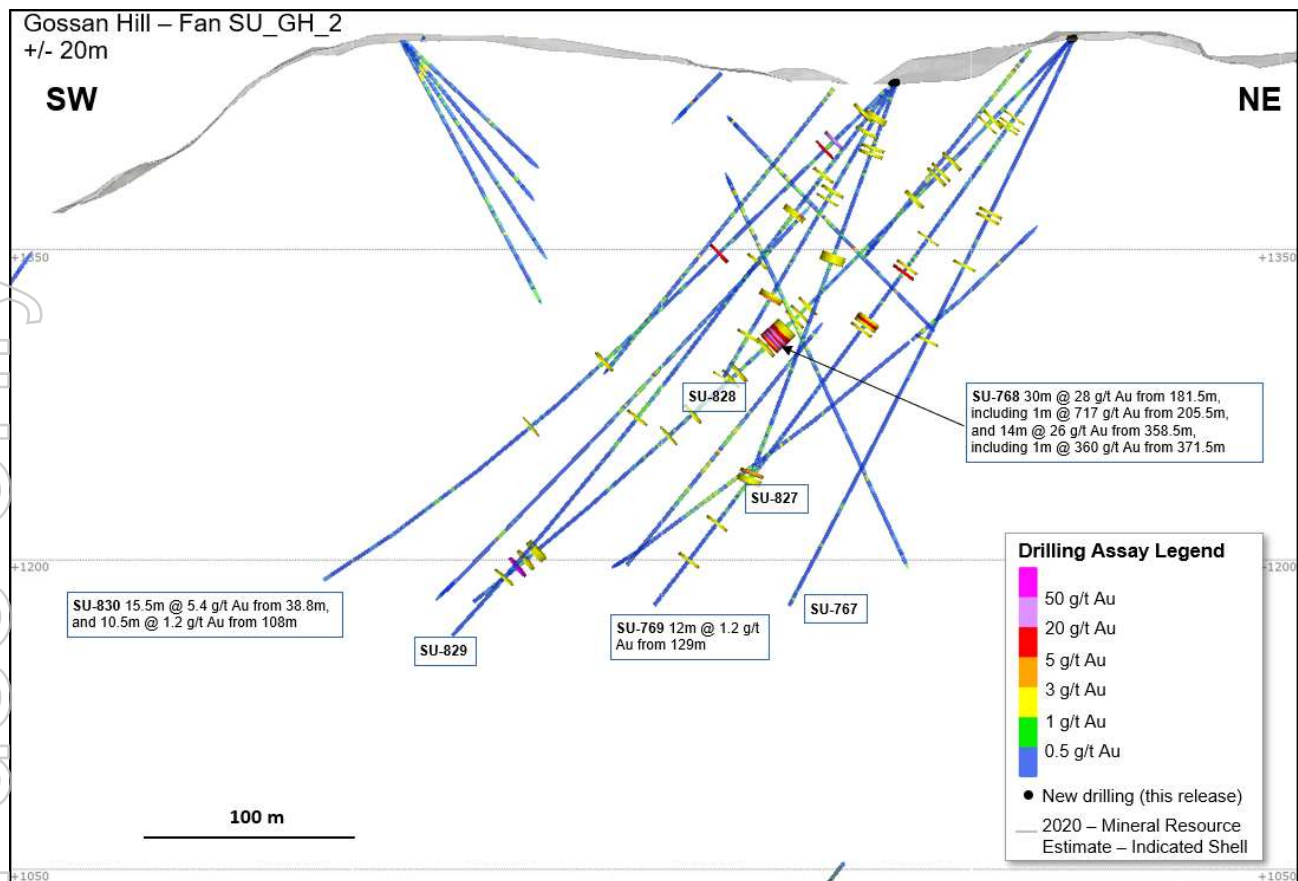 Gossan Hill – Fan SU_GH_2
+/- 20m
SW
NE
+1350
+1350
SU-828
SU-768 30m @ 28 g/t Au from 181.5m,
including 1m @ 717 g/t Au from 205.5m,
and 14m @ 26 g/t Au from 358.5m,
including 1m @ 360 g/t Au from 371.5m
SU-827
+1200
+1200
SU-830 15.5m @ 5.4 g/t Au from 38.8m,
and 10.5m @ 1.2 g/t Au from 108m
SU-829
SU-769 12m @ 1.2 g/t
Au from 129m
SU-767
Drilling Assay Legend
50 g/t Au
20 g/t Au
5 g/t Au
3 g/t Au
1 g/t Au
0.5 g/t Au
New drilling (this release)
2020 – Mineral Resource
Estimate – Indicated Shell
100 m
+1050
+1050